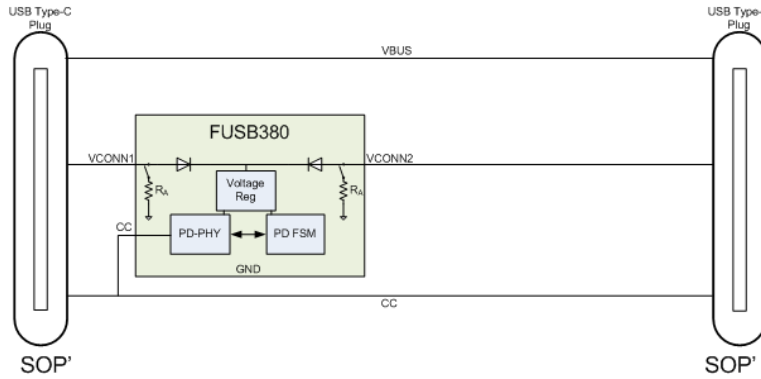 USB Type-C
Plug
USB Type-
Plug
VBUS
FUSB380
VCONN1
VCONN2
RA
Voltage
Reg
RA
CC
PD-PHY
PD FSM
GND
CC
SOP'
SOP'